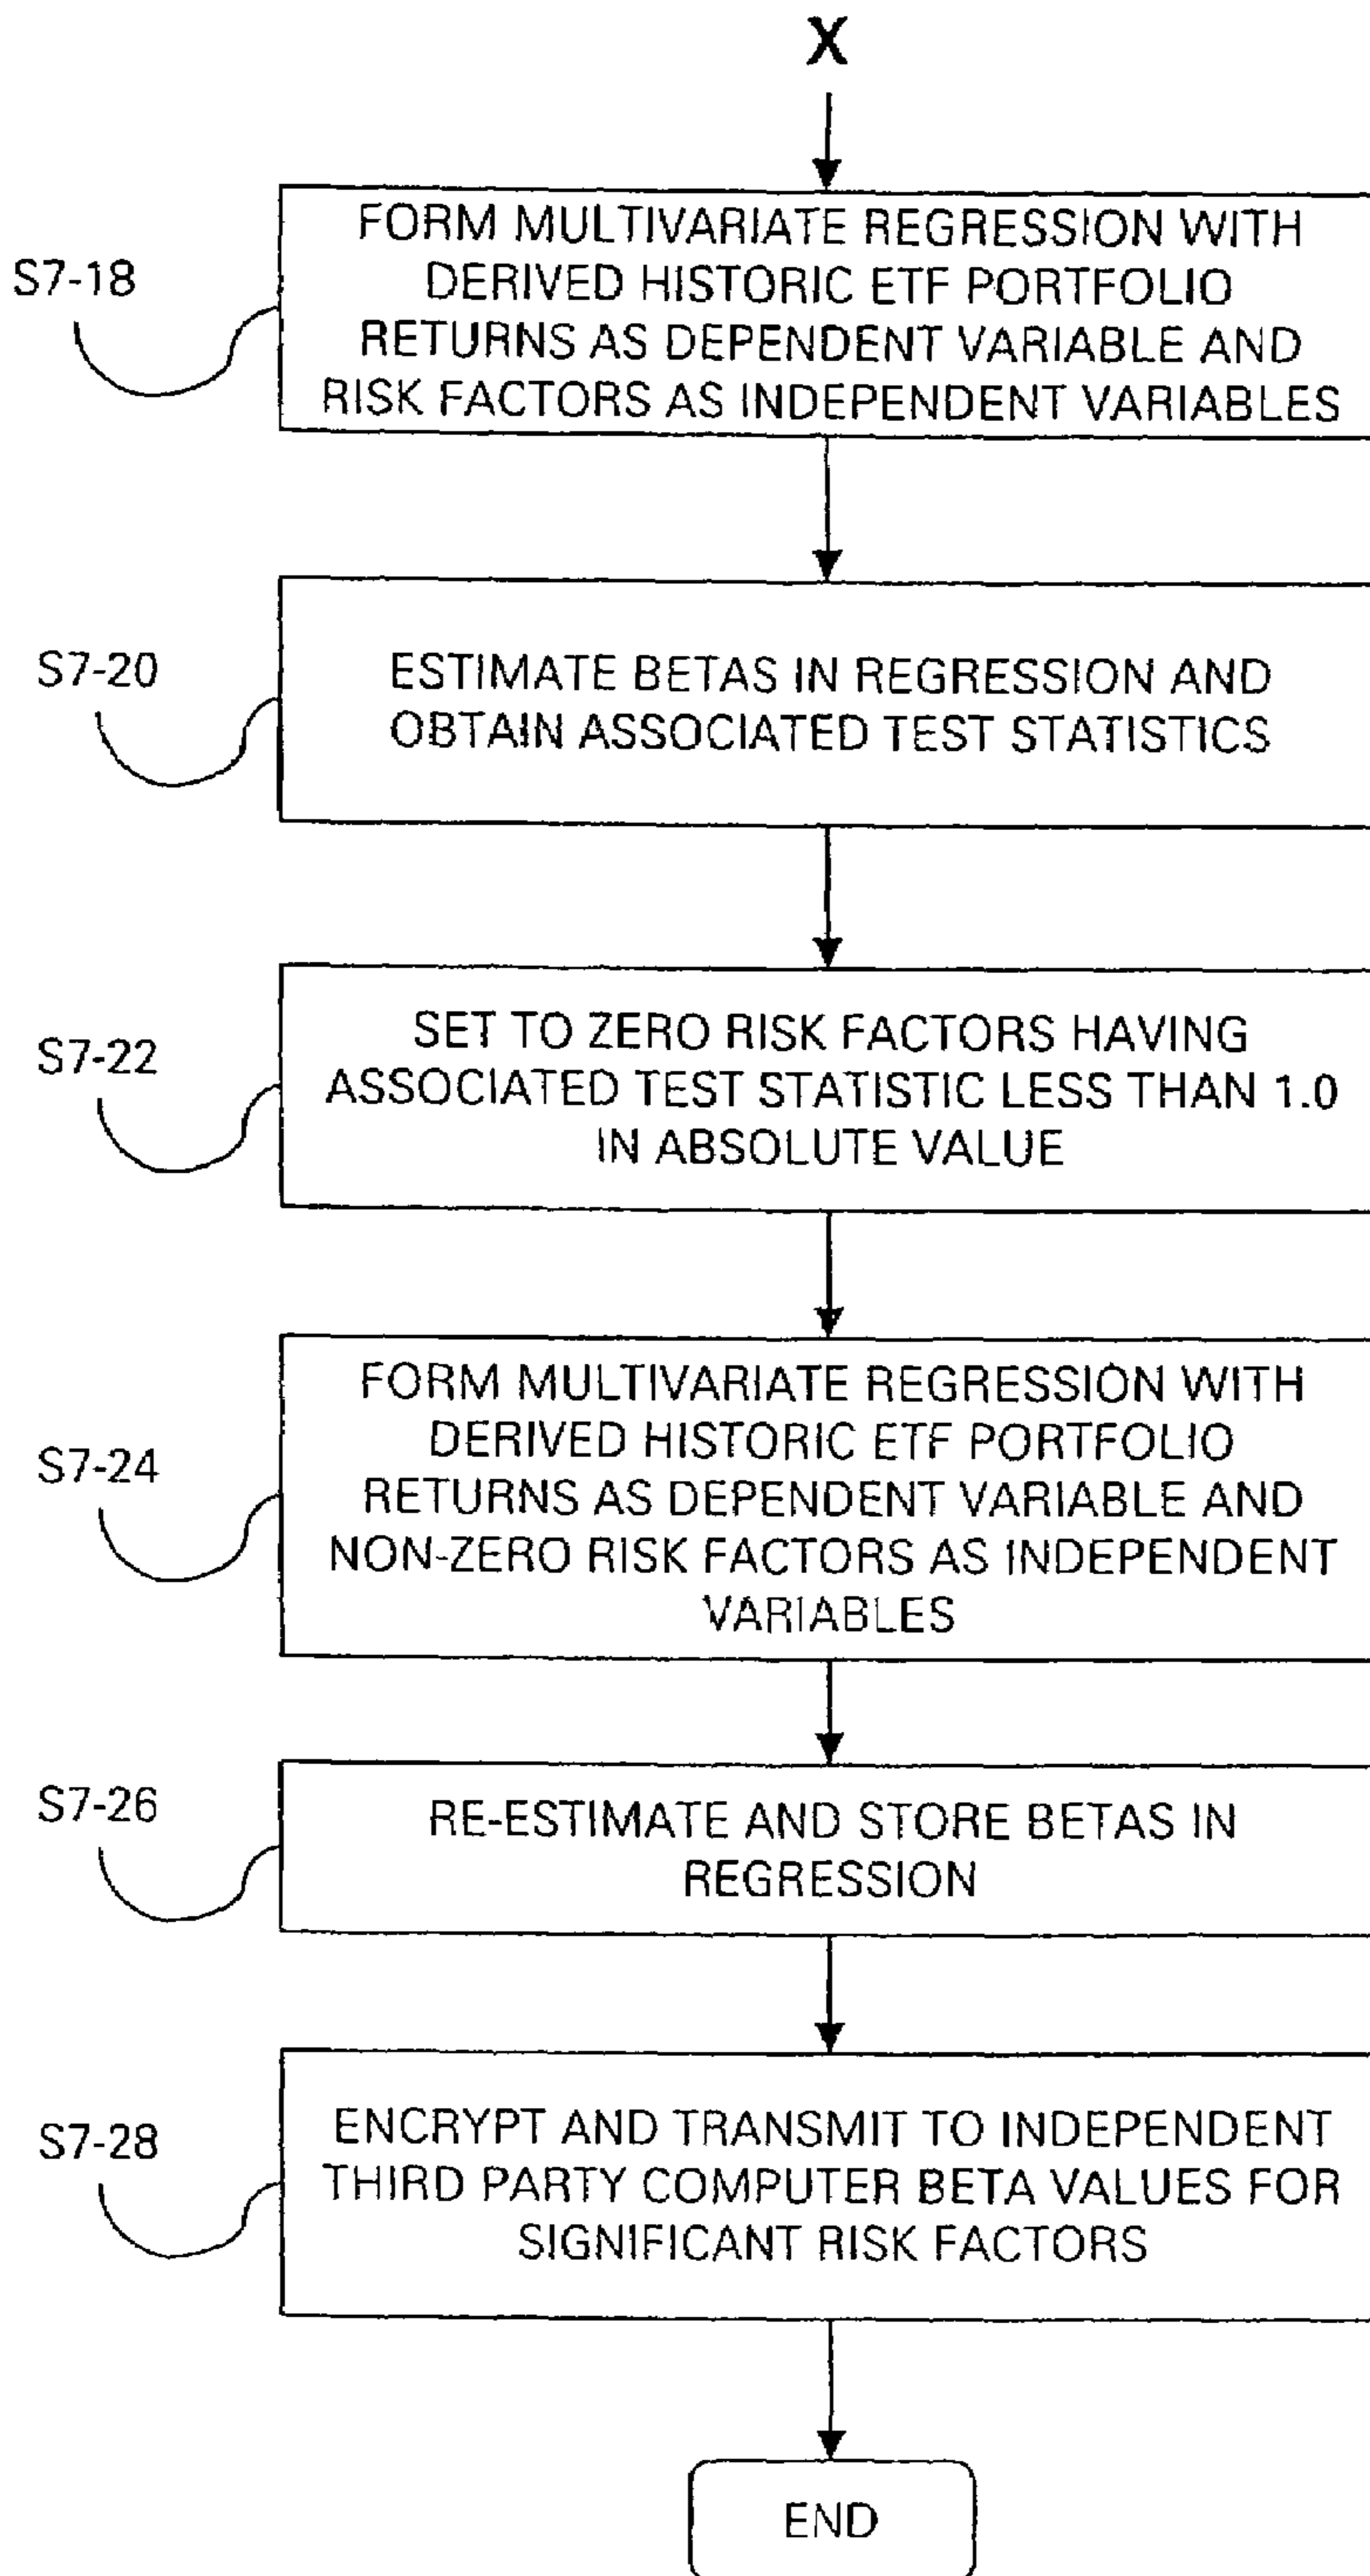 X
S7-18
FORM MULTIVARIATE REGRESSION WITH
DERIVED HISTORIC ETF PORTFOLIO
RETURNS AS DEPENDENT VARIABLE AND
RISK FACTORS AS INDEPENDENT VARIABLES
S7-20
ESTIMATE BETAS IN REGRESSION AND
OBTAIN ASSOCIATED TEST STATISTICS
S7-22
SET TO ZERO RISK FACTORS HAVING
ASSOCIATED TEST STATISTIC LESS THAN 1.0
IN ABSOLUTE VALUE
S7-24
FORM MULTIVARIATE REGRESSION WITH
DERIVED HISTORIC ETF PORTFOLIO
RETURNS AS DEPENDENT VARIABLE AND
NON-ZERO RISK FACTORS AS INDEPENDENT
VARIABLES
S7-26
RE-ESTIMATE AND STORE BETAS IN
REGRESSION
S7-28
ENCRYPT AND TRANSMIT TO INDEPENDENT
THIRD PARTY COMPUTER BETA VALUES FOR
SIGNIFICANT RISK FACTORS
END